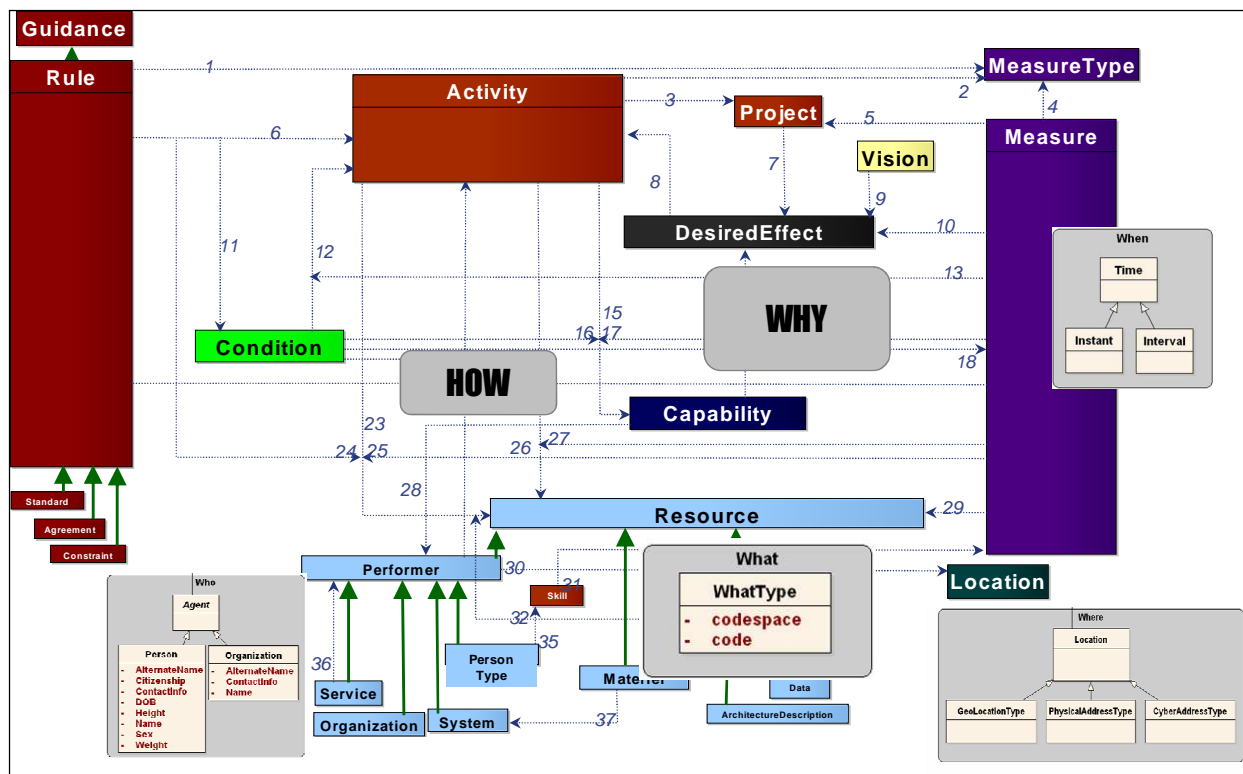 Guidance
Rule
1
MeasureType
2
Activity
3
Project
4
5
Measure
6
Vision
7
8
9
DesiredEffect
10
11
12
When
Time
Instant
Interval
13
WHY
15
16
17
18
Condition
HOW
Capability
23
24
25
26
27
28
Standard
Agreement
Constraint
Resource
29
Performer
30
31
Skill
32
35
What
WhatType
- codespace
- code
Location
Who
Agent
Person
- AlternateName
- Citizenship
- ContactInfo
- DOB
- Height
- Name
- Sex
- Weight
Organization
- AlternateName
- ContactInfo
- Name
36
Person
Type
Service
Organization
System
Materiel
37
Data
ArchitectureDescription
Where
Location
GeoLocationType
PhysicalAddressType
CyberAddressType